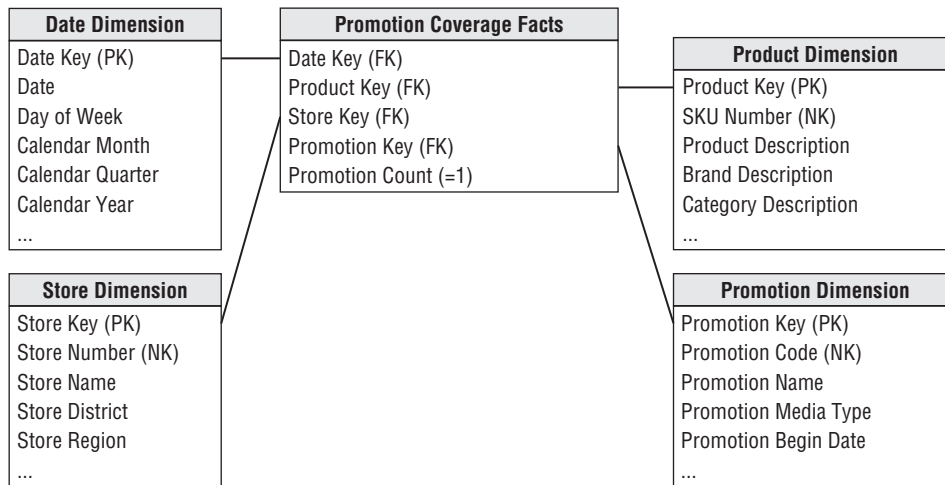 Date Dimension
Date Key (PK)
Date
Day of Week
Calendar Month
Calendar Quarter
Calendar Year
...
Promotion Coverage Facts
Date Key (FK)
Product Key (FK)
Store Key (FK)
Promotion Key (FK)
Promotion Count (=1)
Product Dimension
Product Key (PK)
SKU Number (NK)
Product Description
Brand Description
Category Description
...
Store Dimension
Store Key (PK)
Store Number (NK)
Store Name
Store District
Store Region
...
Promotion Dimension
Promotion Key (PK)
Promotion Code (NK)
Promotion Name
Promotion Media Type
Promotion Begin Date
...